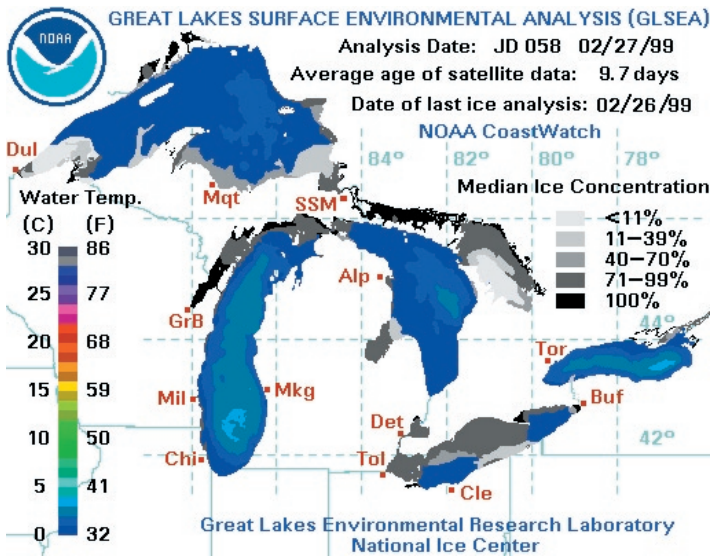 GREAT LAKES SURFACE ENVIRONMENTAL ANALYSIS (GLSEA)
NOAA
Analysis Date: JD 058 02/27/99
Average age of satellite data: 9.7 days
Date of last ice analysis: 02/26/99
NOAA CoastWatch
Dul
84° 82° 80° 78°
Mqt
SSM
Water Temp.
(C) (F)
30 86
25 77
20 68
15 59
10 50
5 41
0 32
Median Ice Concentration
<11%
11–39%
40–70%
71–99%
100%
Alp
GrB
44°
Tor
Mil
Mkg
Buf
Det
42°
Chi
Tol
Cle
Great Lakes Environmental Research Laboratory
National Ice Center